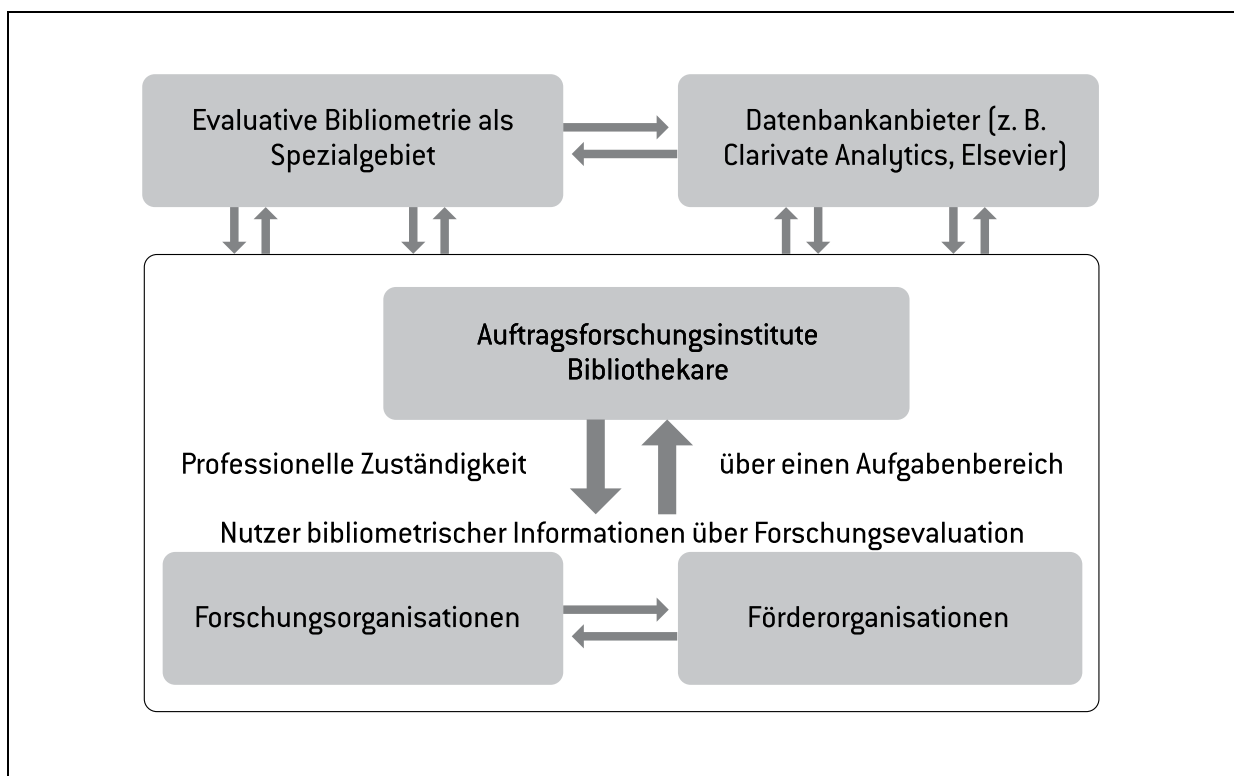 Evaluative Bibliometrie als
Spezialgebiet
Datenbankanbieter (z. B.
Clarivate Analytics, Elsevier)
Auftragsforschungsinstitute
Bibliothekare
Professionelle Zuständigkeit
über einen Aufgabenbereich
Nutzer bibliometrischer Informationen über Forschungsevaluation
Forschungsorganisationen
Förderorganisationen